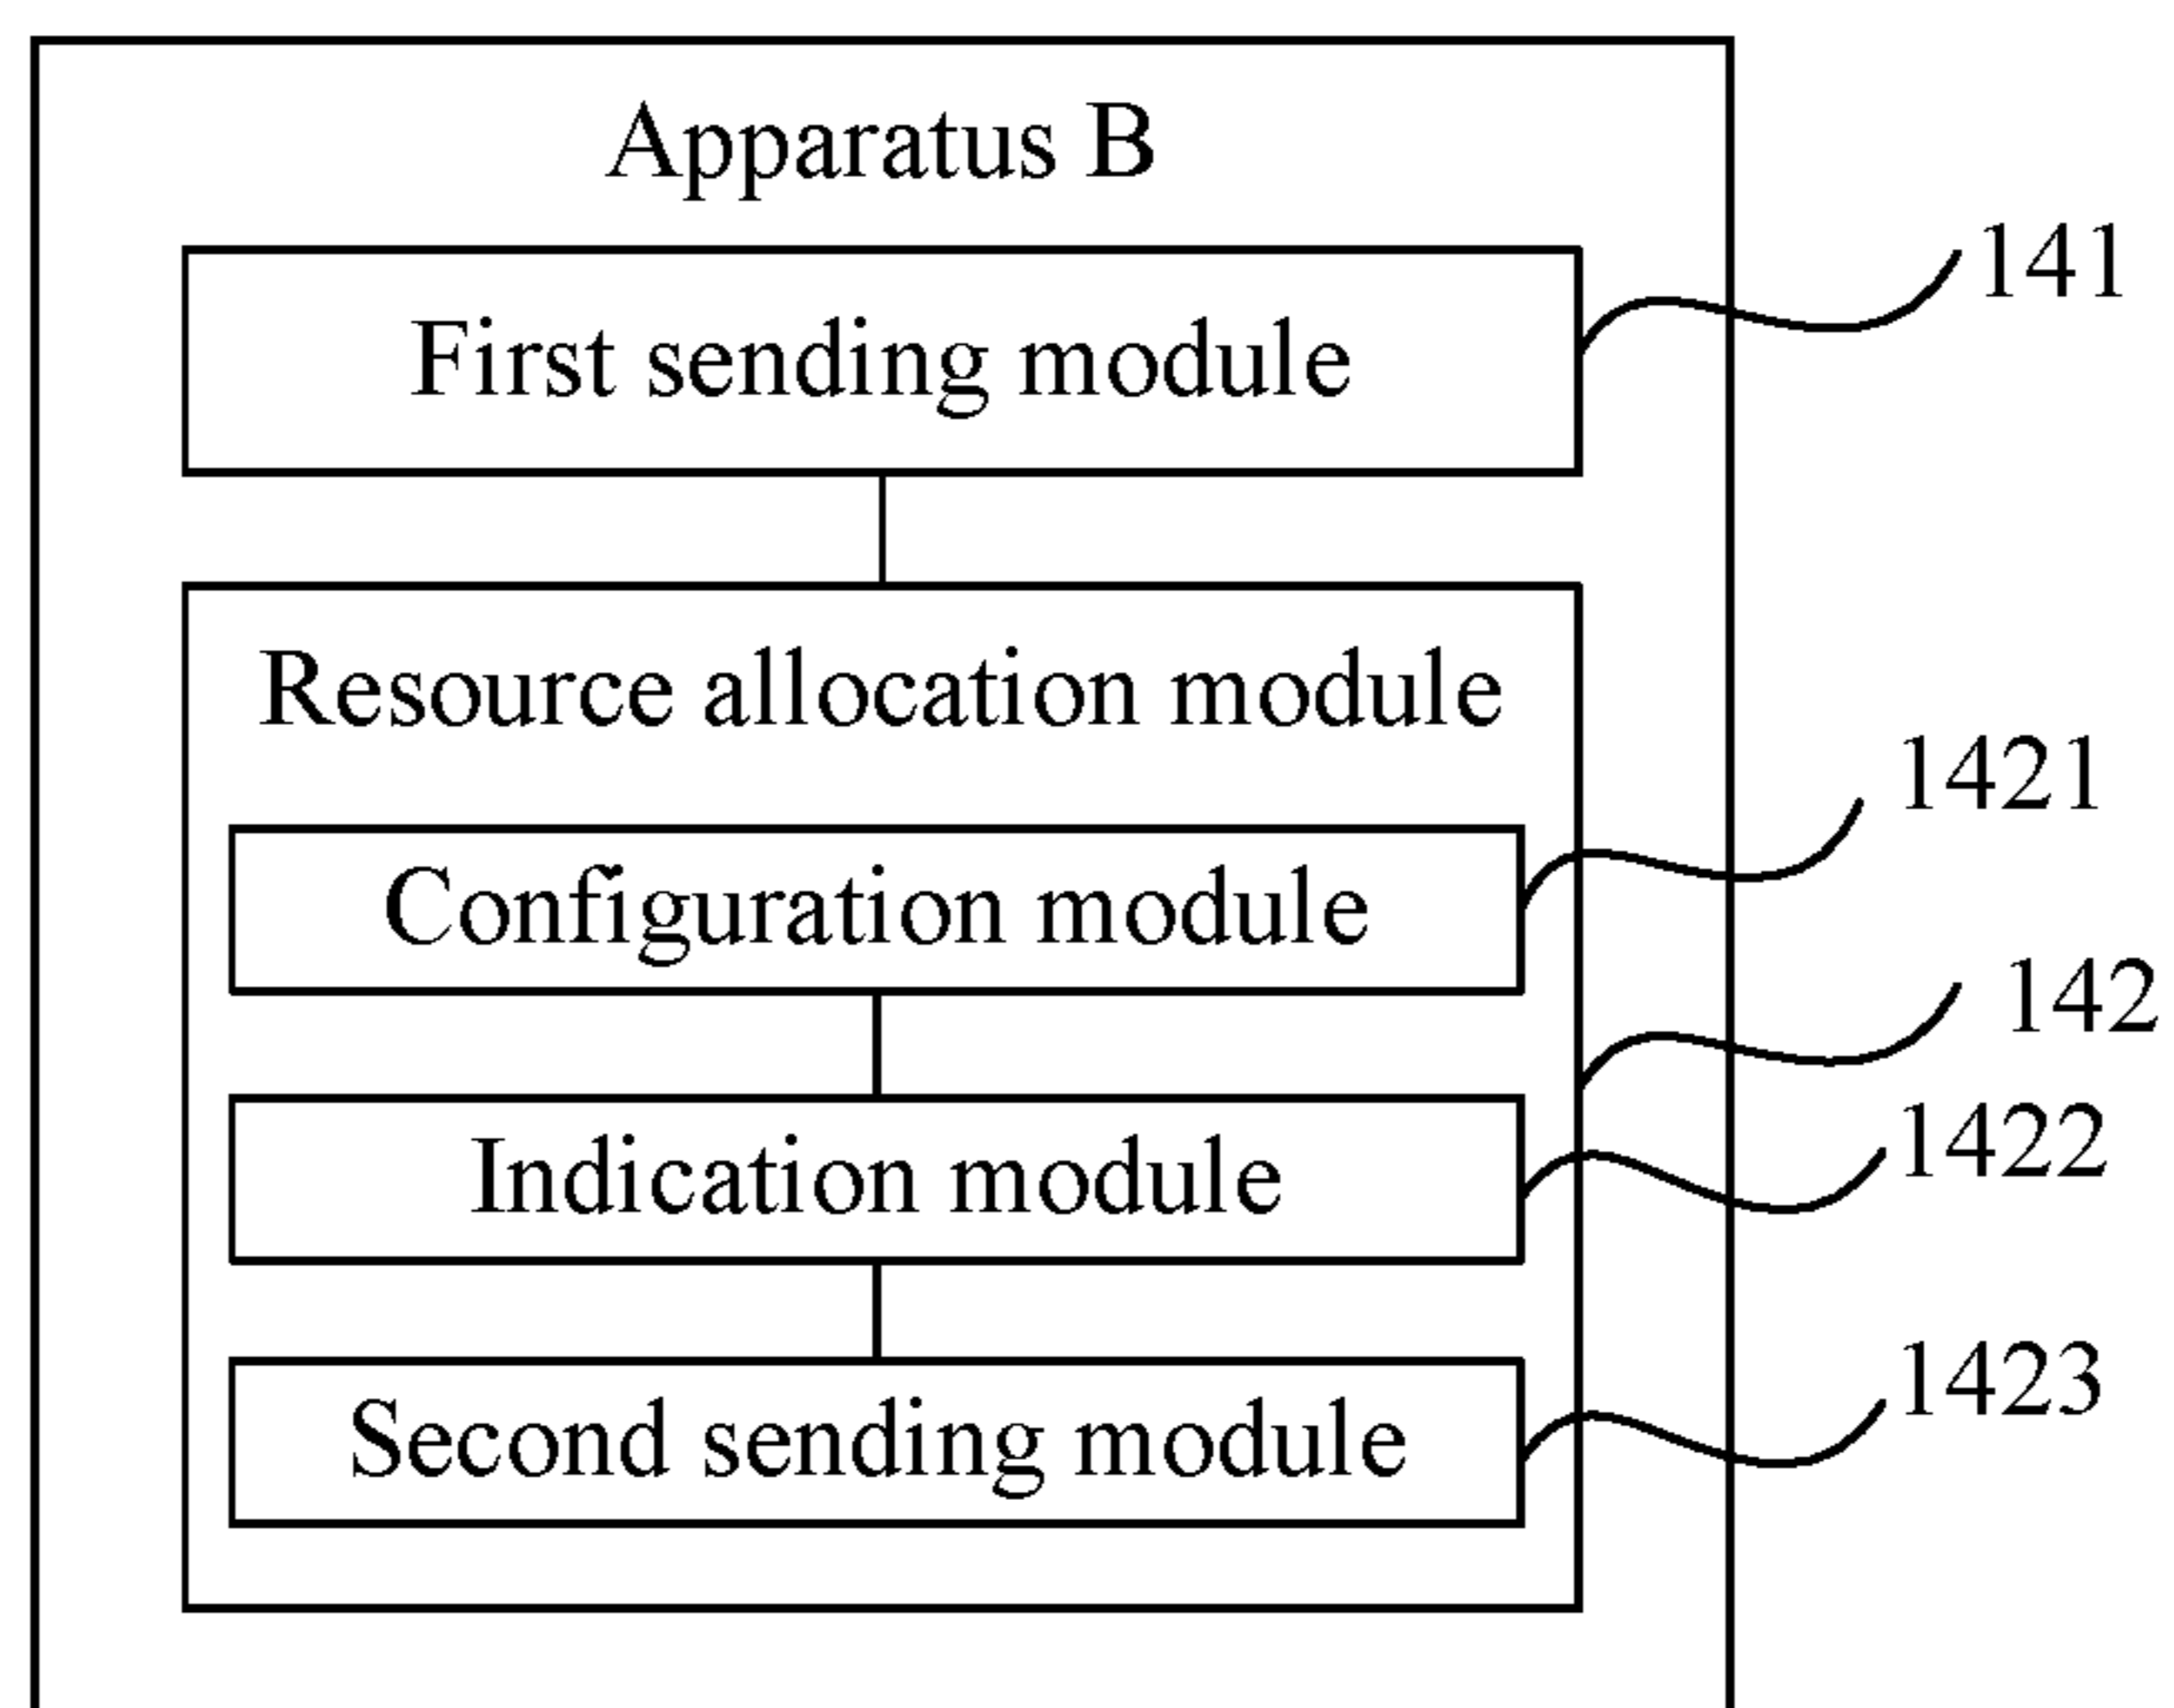 Apparatus B
141
First sending module
Resource allocation module
1421
Configuration module
142
1422
Indication module
1423
Second sending module